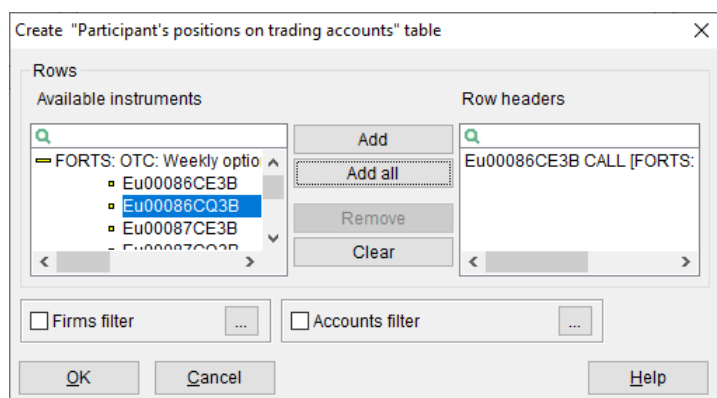 Create "Participant's positions on trading accounts" table
Rows
Available instruments
Row headers
FORTS: OTC: Weekly optio
Eu00086CE3B
Eu00086CQ3B
Eu00087CE3B
Eu00087CQ3B
Add
Add all
Remove
Clear
Eu00086CE3B CALL [FORTS:
Firms filter
...
Accounts filter
...
OK
Cancel
Help